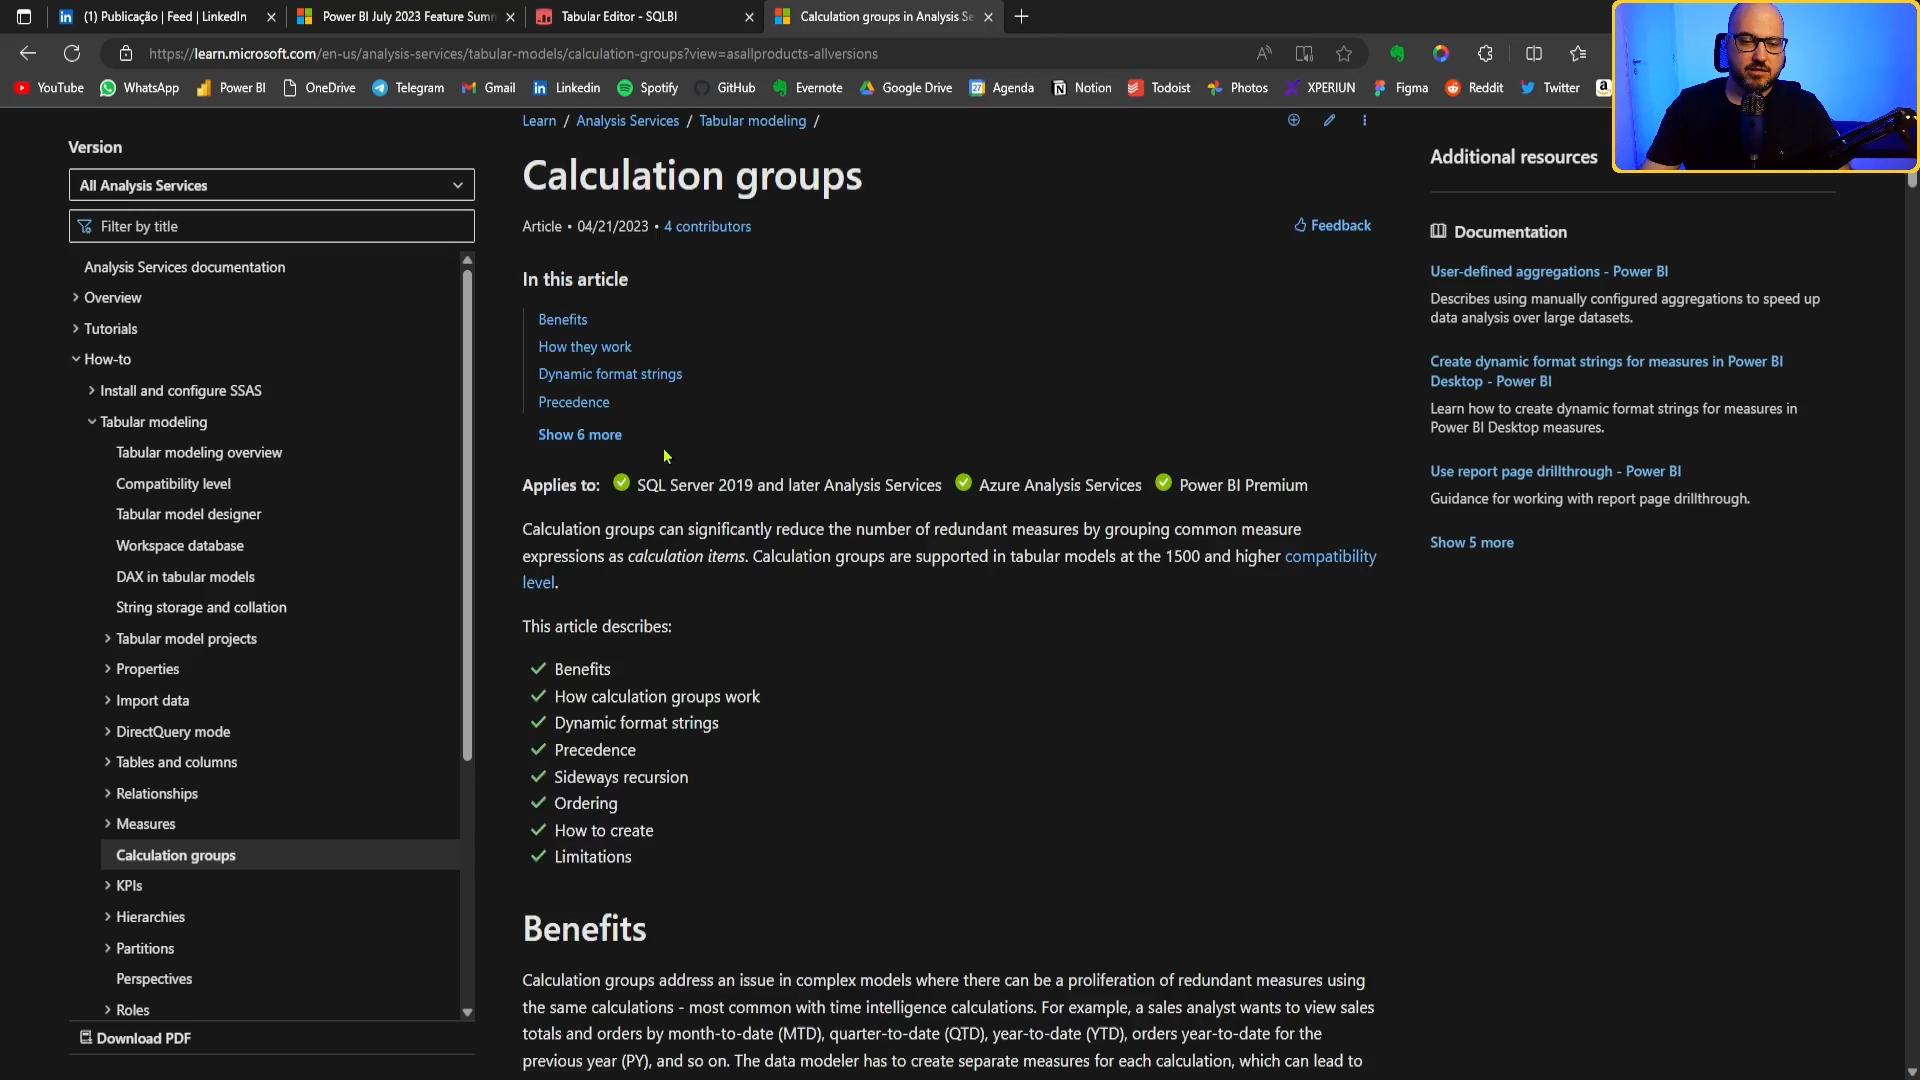 (1) Publicação | Feed | LinkedIn
Power BI July 2023 Feature Summ
Tabular Editor - SQLBI
Calculation groups in Analysis Se
https://learn.microsoft.com/en-us/analysis-services/tabular-models/calculation-groups?view=asallproducts-allversions
YouTube WhatsApp Power BI OneDrive Telegram Gmail Linkedin Spotify GitHub Evernote Google Drive Agenda Notion Todoist Photos XPERIUN Figma Reddit Twitter
Version
All Analysis Services
Filter by title
Analysis Services documentation
Overview
Tutorials
How-to
Install and configure SSAS
Tabular modeling
Tabular modeling overview
Compatibility level
Tabular model designer
Workspace database
DAX in tabular models
String storage and collation
Tabular model projects
Properties
Import data
DirectQuery mode
Tables and columns
Relationships
Measures
Calculation groups
KPIs
Hierarchies
Partitions
Perspectives
Roles
Download PDF
Learn / Analysis Services / Tabular modeling /
Calculation groups
Article • 04/21/2023 • 4 contributors
Feedback
In this article
Benefits
How they work
Dynamic format strings
Precedence
Show 6 more
Applies to: SQL Server 2019 and later Analysis Services Azure Analysis Services Power BI Premium
Calculation groups can significantly reduce the number of redundant measures by grouping common measure
expressions as calculation items. Calculation groups are supported in tabular models at the 1500 and higher compatibility
level.
This article describes:
Benefits
How calculation groups work
Dynamic format strings
Precedence
Sideways recursion
Ordering
How to create
Limitations
Benefits
Calculation groups address an issue in complex models where there can be a proliferation of redundant measures using
the same calculations - most common with time intelligence calculations. For example, a sales analyst wants to view sales
totals and orders by month-to-date (MTD), quarter-to-date (QTD), year-to-date (YTD), orders year-to-date for the
previous year (PY), and so on. The data modeler has to create separate measures for each calculation, which can lead to
Additional resources
Documentation
User-defined aggregations - Power BI
Describes using manually configured aggregations to speed up
data analysis over large datasets.
Create dynamic format strings for measures in Power BI
Desktop - Power BI
Learn how to create dynamic format strings for measures in
Power BI Desktop measures.
Use report page drillthrough - Power BI
Guidance for working with report page drillthrough.
Show 5 more